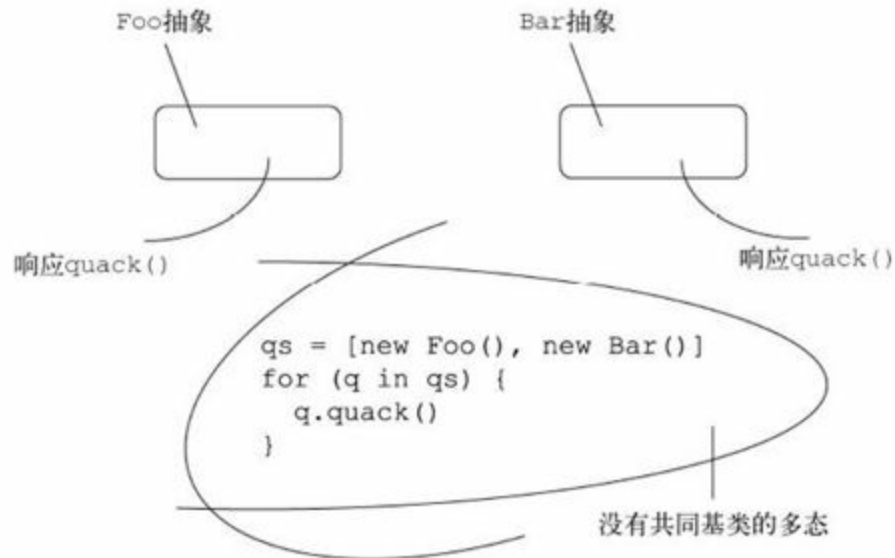 Foo抽象
Bar抽象
响应quack()
响应quack()
qs = [new Foo(), new Bar()]
for (q in qs) {
  q.quack()
}
没有共同基类的多态